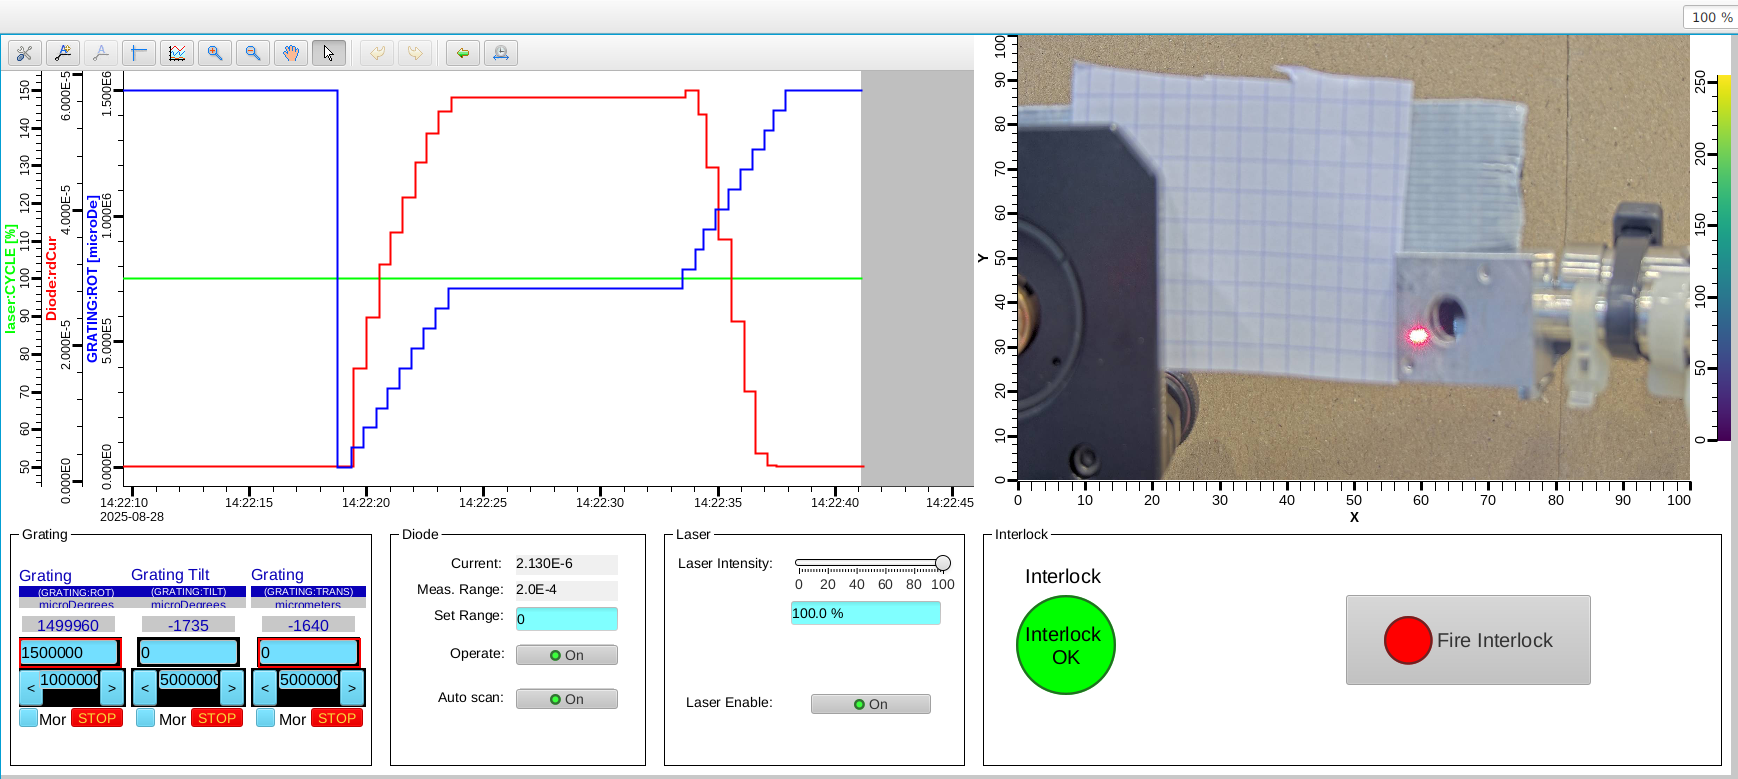 100 %
laser:CYCLE [%]
50
60
70
80
90
100
110
120
130
140
150
Diode:rdCur
0.000E0
2.000E-5
4.000E-5
6.000E-5
GRATING:ROT [microDe]
0.000E0
5.000E5
1.000E6
1.500E6
14:22:10
2025-08-28
14:22:15
14:22:20
14:22:25
14:22:30
14:22:35
14:22:40
14:22:45
Y
0
10
20
30
40
50
60
70
80
90
100
0 10 20 30 40 50 60 70 80 90 100
X
0
50
100
150
200
250
Grating
Grating Grating Tilt Grating
(GRATING:ROT) (GRATING:TILT) (GRATING:TRANS)
microDegrees microDegrees micrometers
1499960 -1735 -1640
1500000 0 0
< 1000000 > < 5000000 > < 5000000 >
Mor STOP Mor STOP Mor STOP
Diode
Current: 2.130E-6
Meas. Range: 2.0E-4
Set Range: 0
Operate: On
Auto scan: On
Laser
Laser Intensity:
0 20 40 60 80 100
100.0 %
Laser Enable: On
Interlock
Interlock
Interlock
OK
Fire Interlock